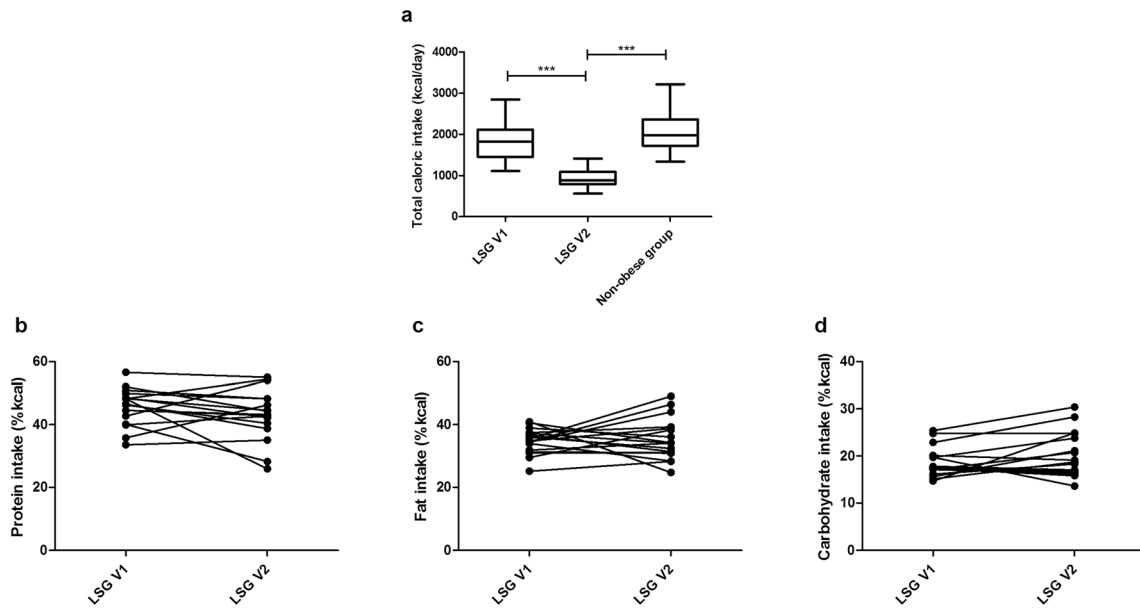 a
Total caloric intake (kcal/day)
4000
3000
2000
1000
0
***
***
LSG V1
LSG V2
Non-obese group
b
Protein intake (%kcal)
60
40
20
0
LSG V1
LSG V2
c
Fat intake (%kcal)
60
40
20
0
LSG V1
LSG V2
d
Carbohydrate intake (%kcal)
40
30
20
10
0
LSG V1
LSG V2